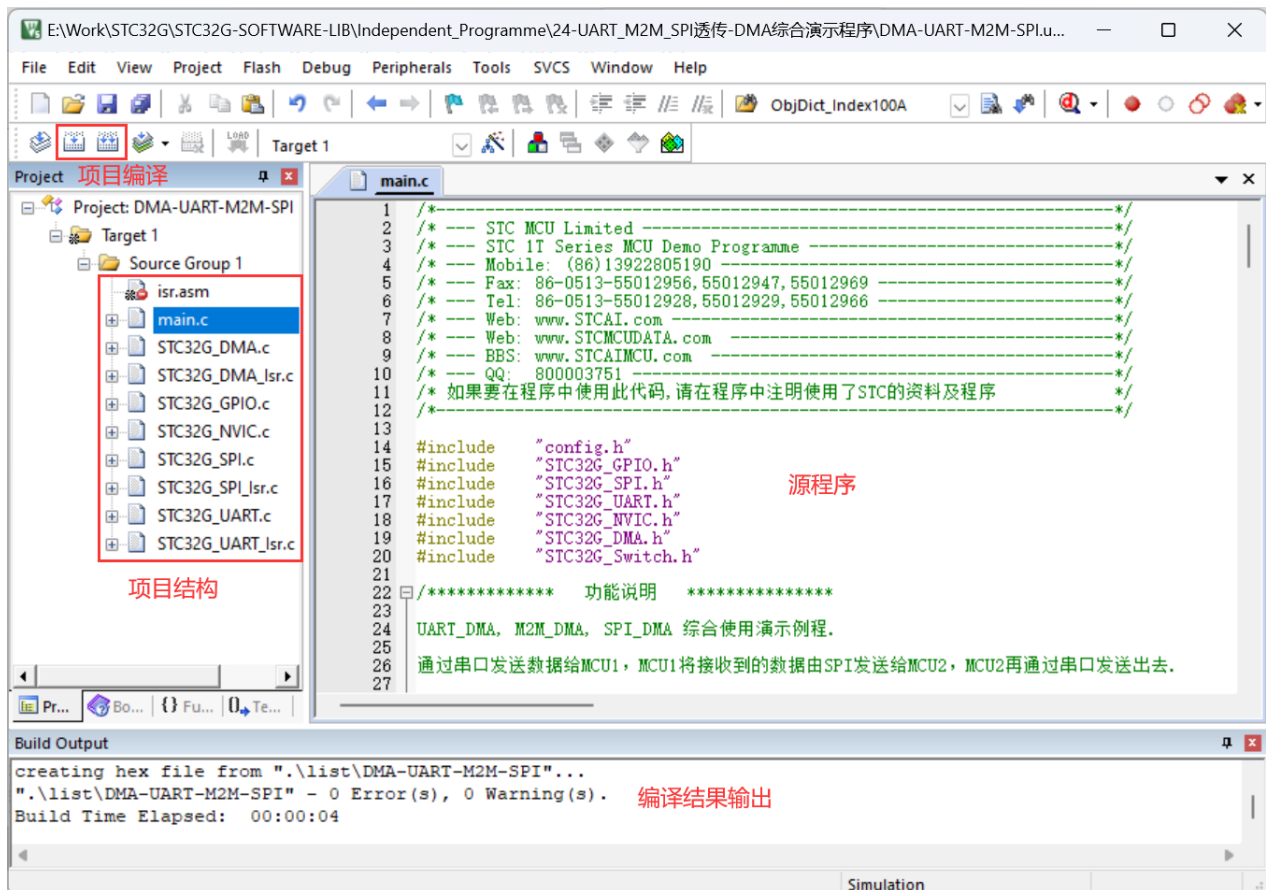 E:\Work\STC32G\STC32G-SOFTWARE-LIB\Independent_Programme\24-UART_M2M_SPI透传-DMA综合演示程序\DMA-UART-M2M-SPI.u...
File Edit View Project Flash Debug Peripherals Tools SVCS Window Help
ObjDict_Index100A
LOAD
Target 1
Project 项目编译
main.c
Project: DMA-UART-M2M-SPI
Target 1
Source Group 1
isr.asm
main.c
STC32G_DMA.c
STC32G_DMA_Isr.c
STC32G_GPIO.c
STC32G_NVIC.c
STC32G_SPI.c
STC32G_SPI_Isr.c
STC32G_UART.c
STC32G_UART_Isr.c
项目结构
Pr... Bo... {} Fu... Te...
1 /*---------------------------------------------------------------------*/
2 /* --- STC MCU Limited ------------------------------------------------*/
3 /* --- STC 1T Series MCU Demo Programme -------------------------------*/
4 /* --- Mobile: (86)13922805190 ----------------------------------------*/
5 /* --- Fax: 86-0513-55012956,55012947,55012969 ------------------------*/
6 /* --- Tel: 86-0513-55012928,55012929,55012966 ------------------------*/
7 /* --- Web: www.STCAI.com ---------------------------------------------*/
8 /* --- Web: www.STCMCUDATA.com  ---------------------------------------*/
9 /* --- BBS: www.STCAIMCU.com  -----------------------------------------*/
10 /* --- QQ:  800003751 -------------------------------------------------*/
11 /* 如果要在程序中使用此代码,请在程序中注明使用了STC的资料及程序 */
12 /*---------------------------------------------------------------------*/
13
14 #include "config.h"
15 #include "STC32G_GPIO.h"
16 #include "STC32G_SPI.h"
17 #include "STC32G_UART.h"
18 #include "STC32G_NVIC.h"
19 #include "STC32G_DMA.h"
20 #include "STC32G_Switch.h"
21
22 /************* 功能说明 ***************
23
24 UART_DMA, M2M_DMA, SPI_DMA 综合使用演示例程.
25
26 通过串口发送数据给MCU1，MCU1将接收到的数据由SPI发送给MCU2，MCU2再通过串口发送出去.
27
源程序
Build Output
creating hex file from ".\list\DMA-UART-M2M-SPI"...
".\list\DMA-UART-M2M-SPI" - 0 Error(s), 0 Warning(s).
Build Time Elapsed:  00:00:04
编译结果输出
Simulation